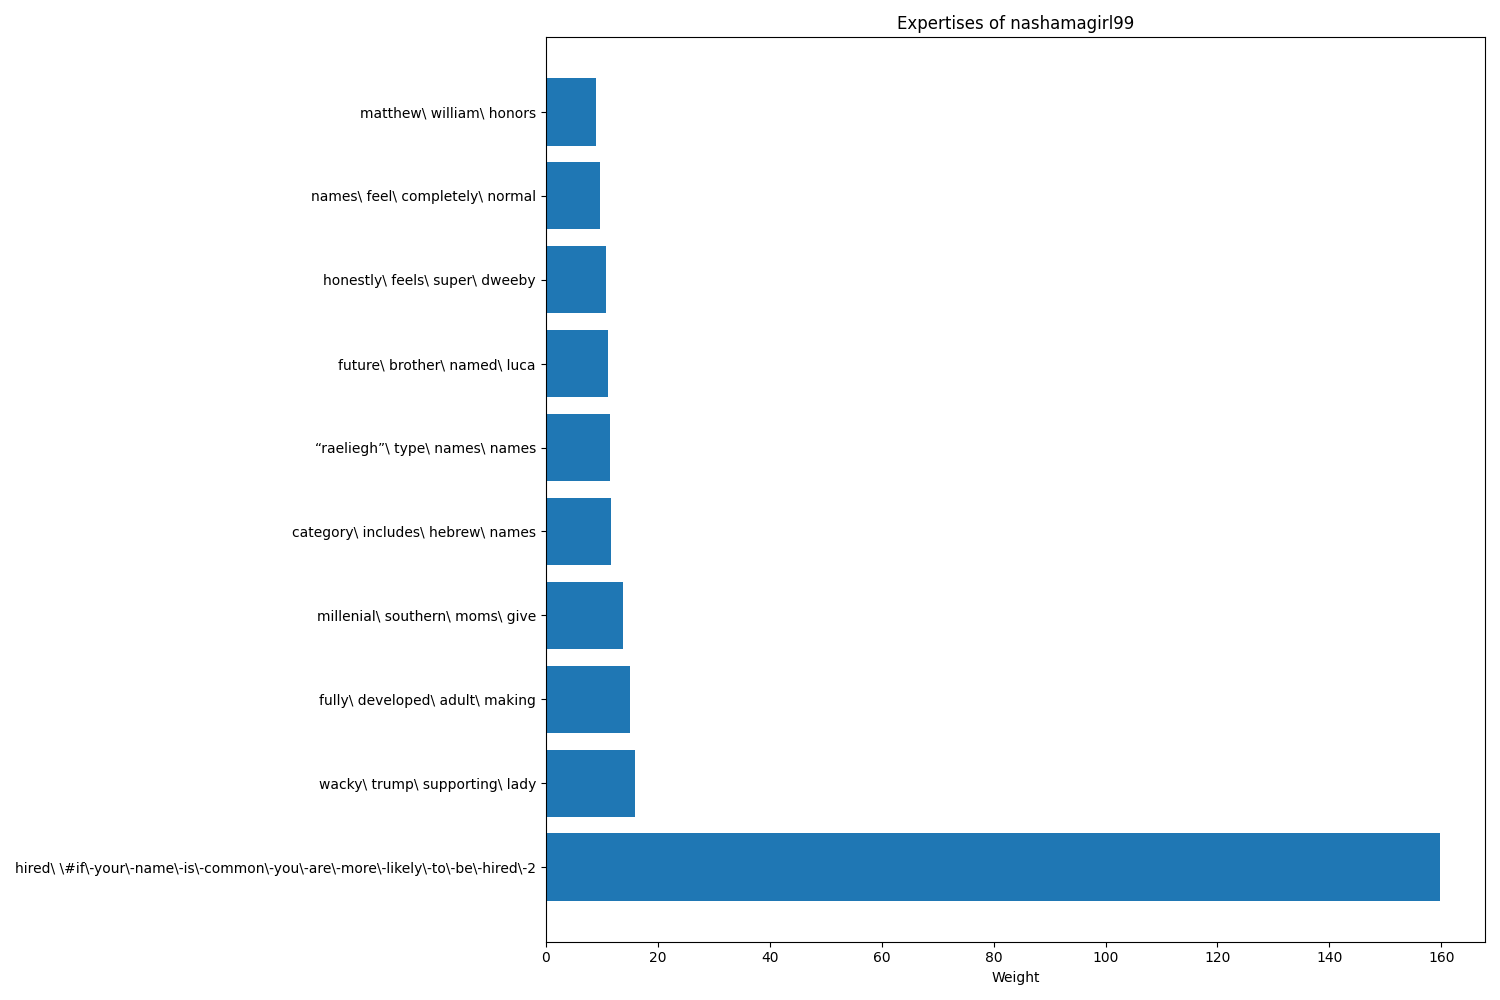 Expertises of nashamagirl99
matthew\ william\ honors
names\ feel\ completely\ normal
honestly\ feels\ super\ dweeby
future\ brother\ named\ luca
“raeliegh”\ type\ names\ names
category\ includes\ hebrew\ names
millenial\ southern\ moms\ give
fully\ developed\ adult\ making
wacky\ trump\ supporting\ lady
hired\ \#if\-your\-name\-is\-common\-you\-are\-more\-likely\-to\-be\-hired\-2
0 20 40 60 80 100 120 140 160
Weight